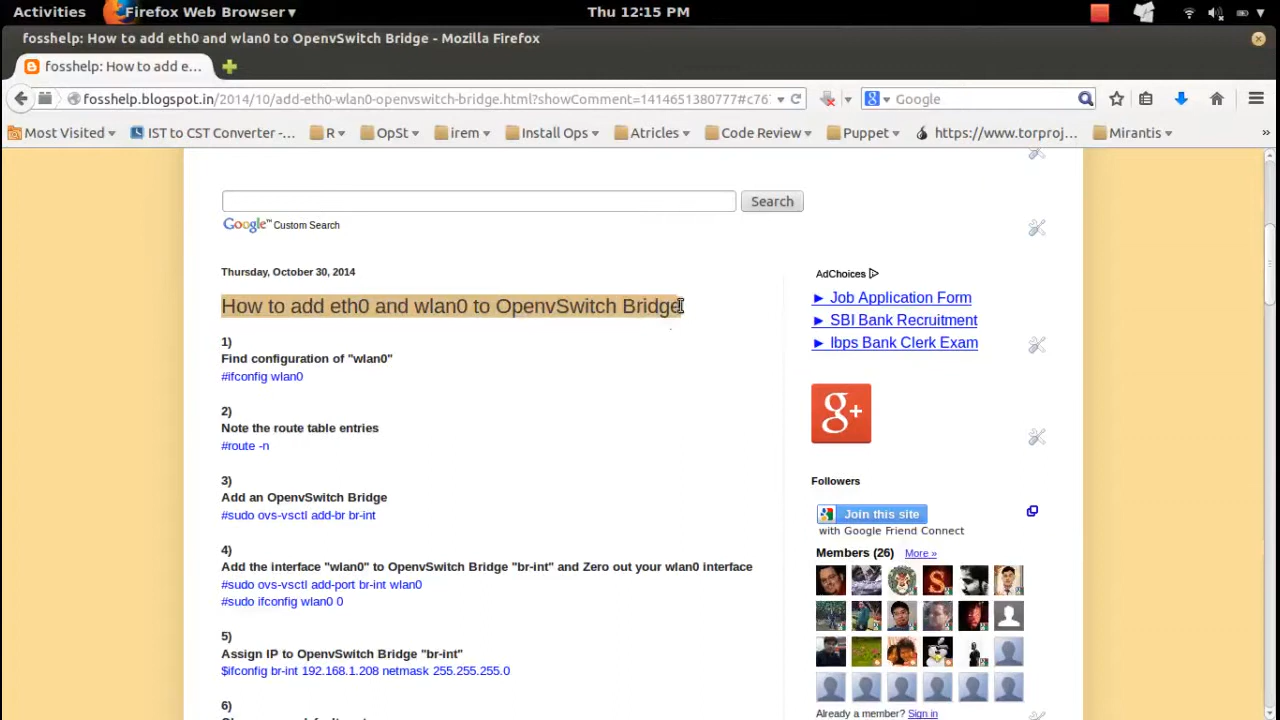 Activities Firefox Web Browser ▾ Thu 12:15 PM
fosshelp: How to add eth0 and wlan0 to OpenvSwitch Bridge - Mozilla Firefox
fosshelp: How to add e...
fosshelp.blogspot.in/2014/10/add-eth0-wlan0-openvswitch-bridge.html?showComment=1414651380777#c76 Google
Most Visited IST to CST Converter -... R OpSt irem Install Ops Atricles Code Review Puppet https://www.torproj... Mirantis »
Search
Google™ Custom Search
Thursday, October 30, 2014
How to add eth0 and wlan0 to OpenvSwitch Bridge
1)
Find configuration of "wlan0"
#ifconfig wlan0
2)
Note the route table entries
#route -n
3)
Add an OpenvSwitch Bridge
#sudo ovs-vsctl add-br br-int
4)
Add the interface "wlan0" to OpenvSwitch Bridge "br-int" and Zero out your wlan0 interface
#sudo ovs-vsctl add-port br-int wlan0
#sudo ifconfig wlan0 0
5)
Assign IP to OpenvSwitch Bridge "br-int"
$ifconfig br-int 192.168.1.208 netmask 255.255.255.0
6)
AdChoices
► Job Application Form
► SBI Bank Recruitment
► Ibps Bank Clerk Exam
g+
Followers
Join this site
with Google Friend Connect
Members (26) More »
Already a member? Sign in